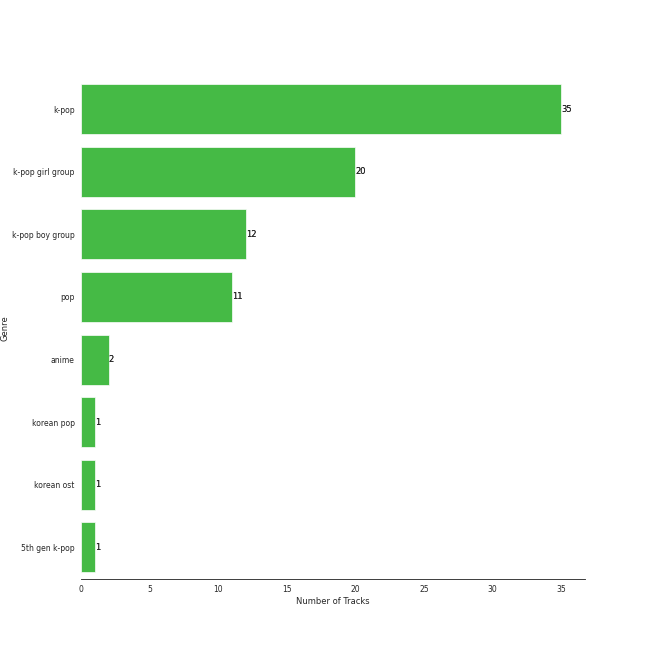 k-pop
35
k-pop girl group
20
k-pop boy group
12
pop
11
Genre
anime
2
korean pop
1
korean ost
1
5th gen k-pop
1
0 5 10 15 20 25 30 35
Number of Tracks